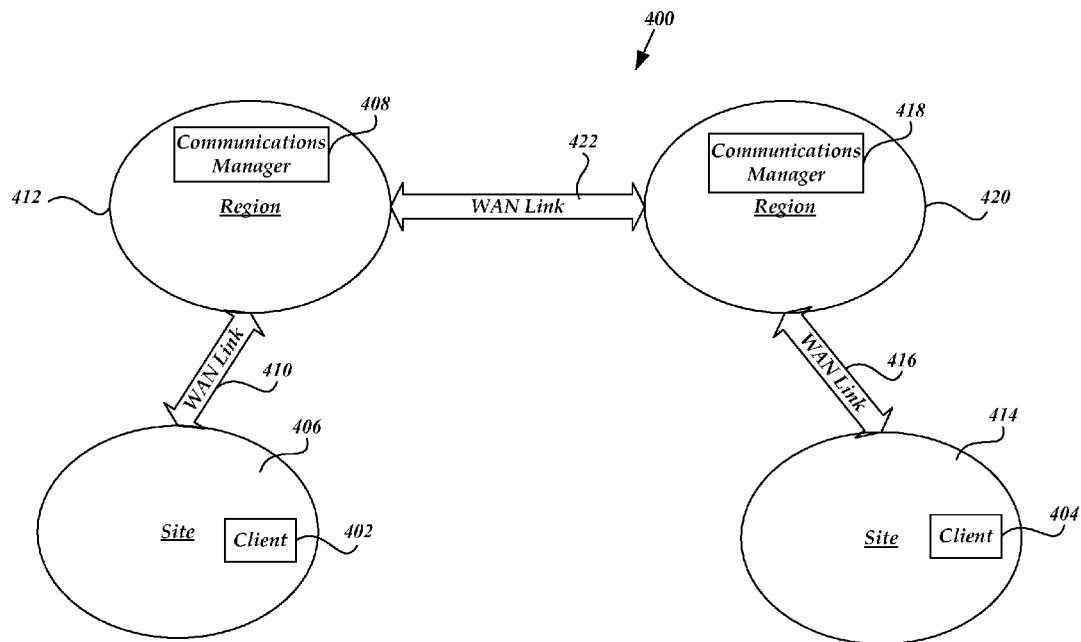 400
408
Communications
Manager
412
Region
422
WAN Link
418
Communications
Manager
Region
420
WAN Link
410
WAN Link
416
406
Site
Client
402
414
Site
Client
404